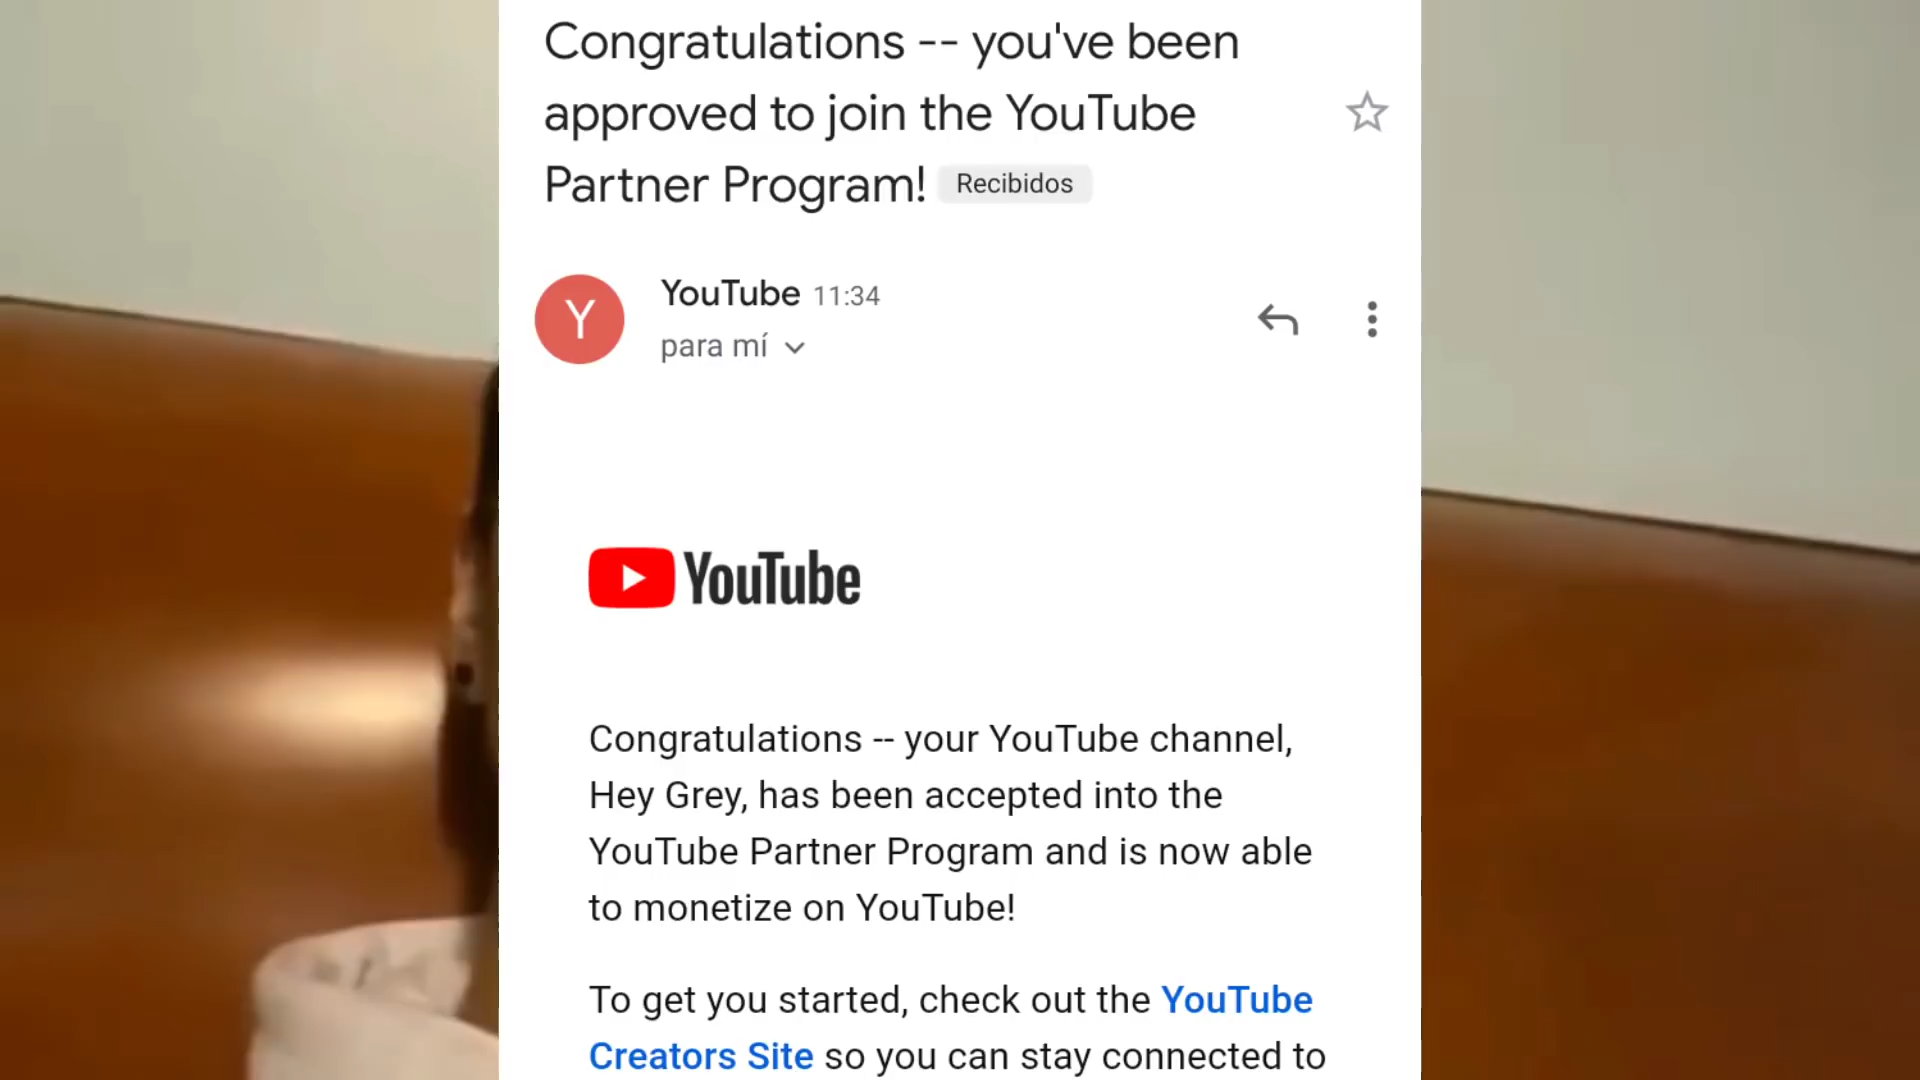 Congratulations -- you've been
approved to join the YouTube
Partner Program! Recibidos
Y
YouTube 11:34
para mí
YouTube
Congratulations -- your YouTube channel,
Hey Grey, has been accepted into the
YouTube Partner Program and is now able
to monetize on YouTube!
To get you started, check out the YouTube
Creators Site so you can stay connected to